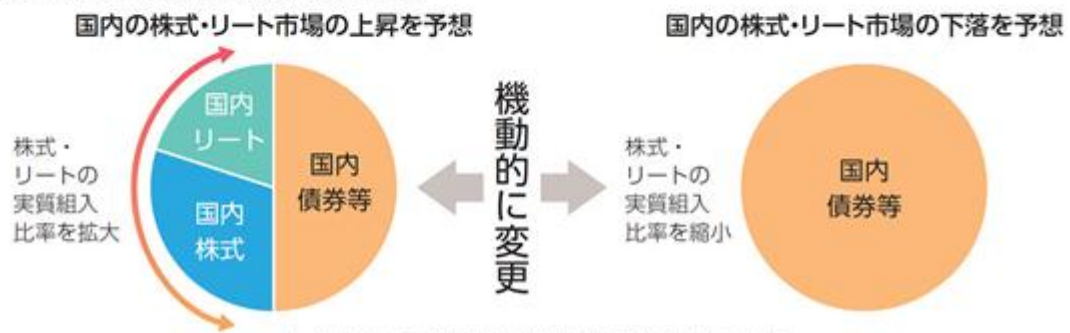 国内の株式・リート市場の上昇を予想
国内の株式・リート市場の下落を予想
株式・
リートの
実質組入
比率を拡大
国内
リート
国内
株式
国内
債券等
機動的に変更
株式・
リートの
実質組入
比率を縮小
国内
債券等